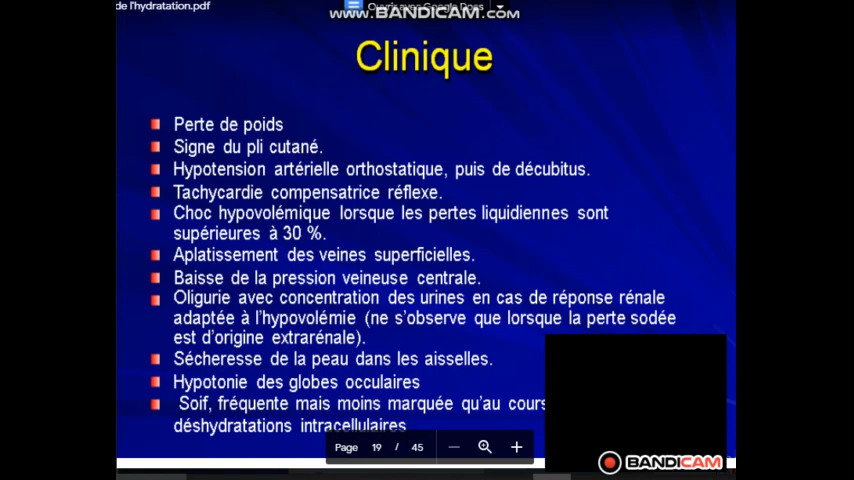 de l'hydratation.pdf
Ouvrir avec Google Docs
www.BANDICAM.com
Clinique
Perte de poids
Signe du pli cutané.
Hypotension artérielle orthostatique, puis de décubitus.
Tachycardie compensatrice réflexe.
Choc hypovolémique lorsque les pertes liquidiennes sont
supérieures à 30 %.
Aplatissement des veines superficielles.
Baisse de la pression veineuse centrale.
Oligurie avec concentration des urines en cas de réponse rénale
adaptée à l'hypovolémie (ne s'observe que lorsque la perte sodée
est d'origine extrarénale).
Sécheresse de la peau dans les aisselles.
Hypotonie des globes occulaires
Soif, fréquente mais moins marquée qu'au cours
déshydratations intracellulaires
Page 19 / 45
BANDICAM